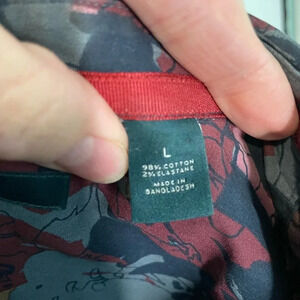 L
98% COTTON
2% ELASTANE
MADE IN
BANGLADESH